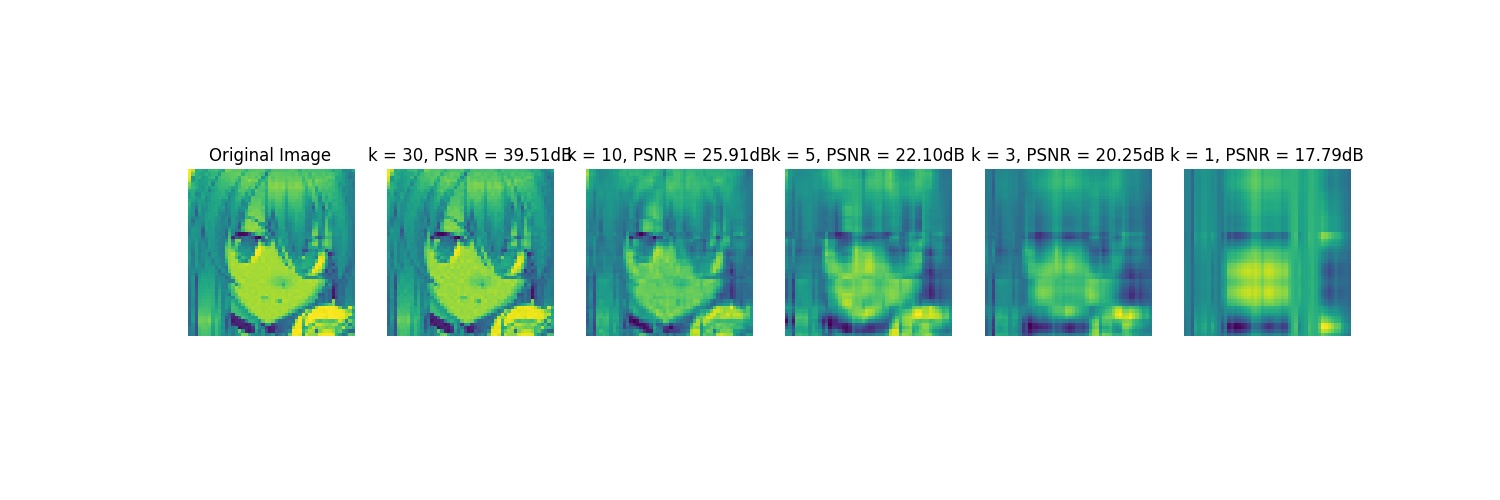 Original Image
k = 30, PSNR = 39.51dB
k = 10, PSNR = 25.91dB
k = 5, PSNR = 22.10dB
k = 3, PSNR = 20.25dB
k = 1, PSNR = 17.79dB